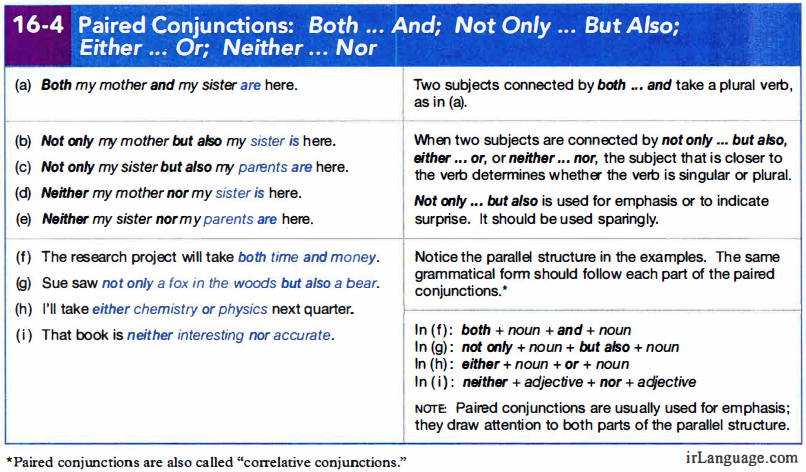 16-4 Paired Conjunctions: Both ... And; Not Only ... But Also;
Either ... Or; Neither ... Nor
(a) Both my mother and my sister are here.
Two subjects connected by both ... and take a plural verb,
as in (a).
(b) Not only my mother but also my sister is here.
(c) Not only my sister but also my parents are here.
(d) Neither my mother nor my sister is here.
(e) Neither my sister nor my parents are here.
When two subjects are connected by not only ... but also,
either ... or, or neither ... nor, the subject that is closer to
the verb determines whether the verb is singular or plural.
Not only ... but also is used for emphasis or to indicate
surprise. It should be used sparingly.
(f) The research project will take both time and money.
(g) Sue saw not only a fox in the woods but also a bear.
(h) I'll take either chemistry or physics next quarter.
(i) That book is neither interesting nor accurate.
Notice the parallel structure in the examples. The same
grammatical form should follow each part of the paired
conjunctions.*
In (f): both + noun + and + noun
In (g): not only + noun + but also + noun
In (h): either + noun + or + noun
In (i): neither + adjective + nor + adjective
NOTE: Paired conjunctions are usually used for emphasis;
they draw attention to both parts of the parallel structure.
*Paired conjunctions are also called "correlative conjunctions."
irLanguage.com